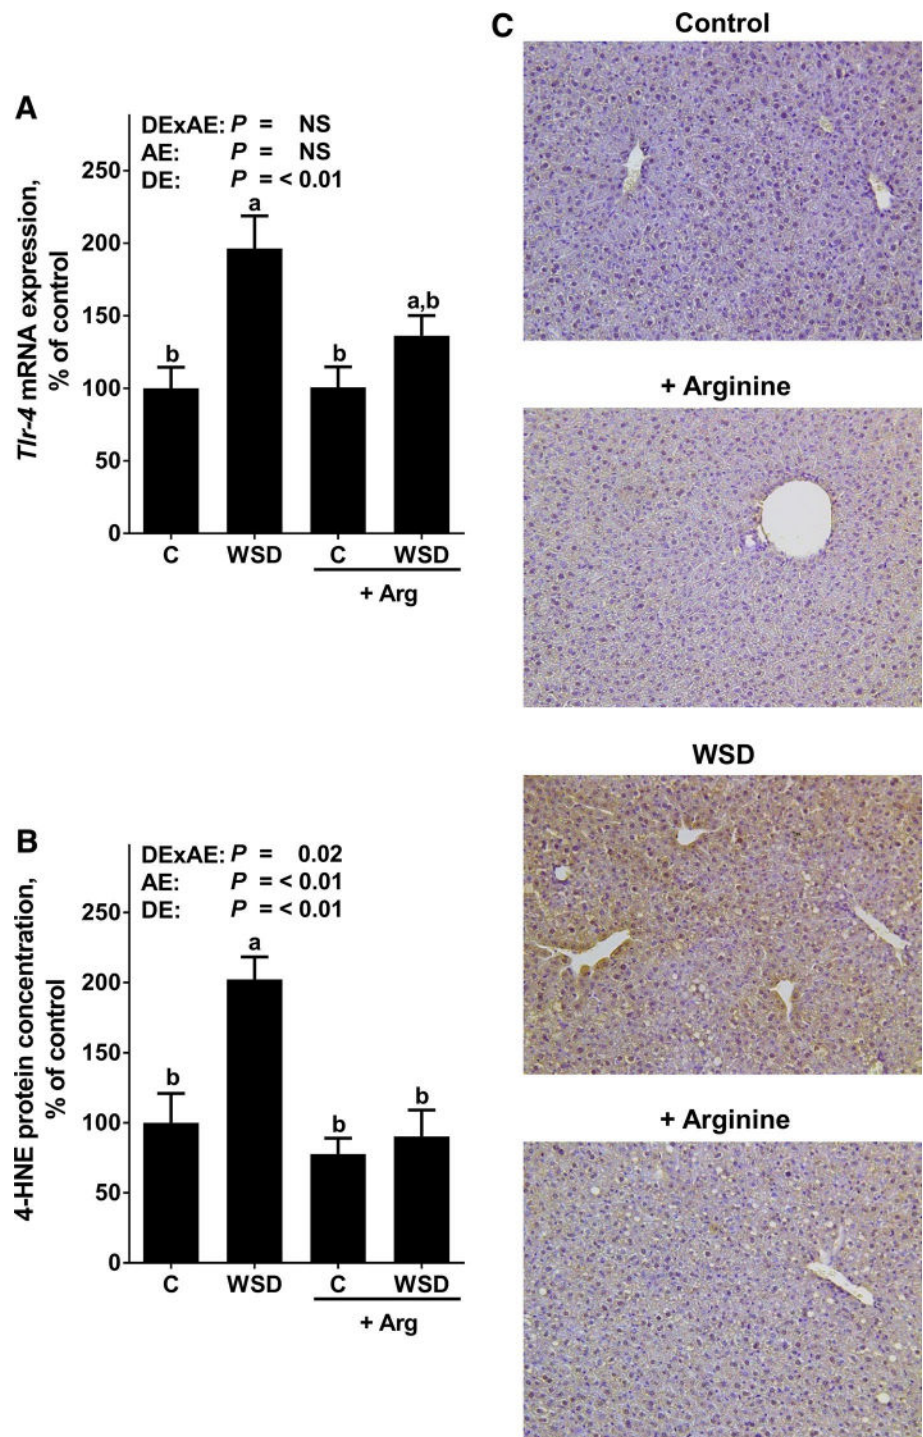 A
DExAE: P = NS
AE: P = NS
DE: P = < 0.01
Tlr-4 mRNA expression,
% of control
250
200
150
100
50
0
b
a
b
a,b
C
WSD
C
WSD
+ Arg
B
DExAE: P = 0.02
AE: P = < 0.01
DE: P = < 0.01
4-HNE protein concentration,
% of control
250
200
150
100
50
0
b
a
b
b
C
WSD
C
WSD
+ Arg
C
Control
+ Arginine
WSD
+ Arginine